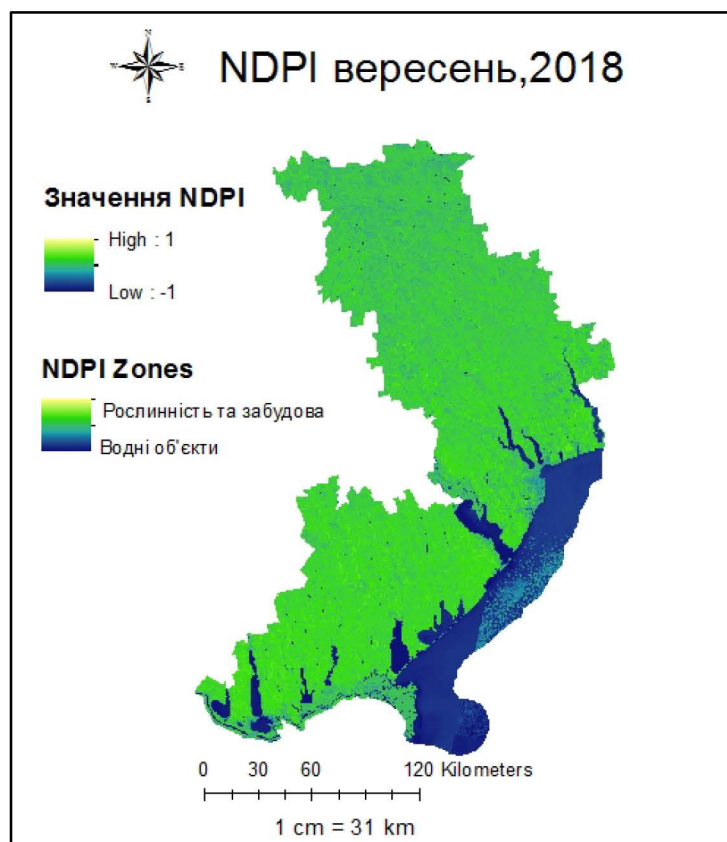 NDPI вересень,2018
N
W
E
S
Значення NDPI
High : 1
Low : -1
NDPI Zones
Рослинність та забудова
Водні об'єкти
0 30 60 120 Kilometers
1 cm = 31 km